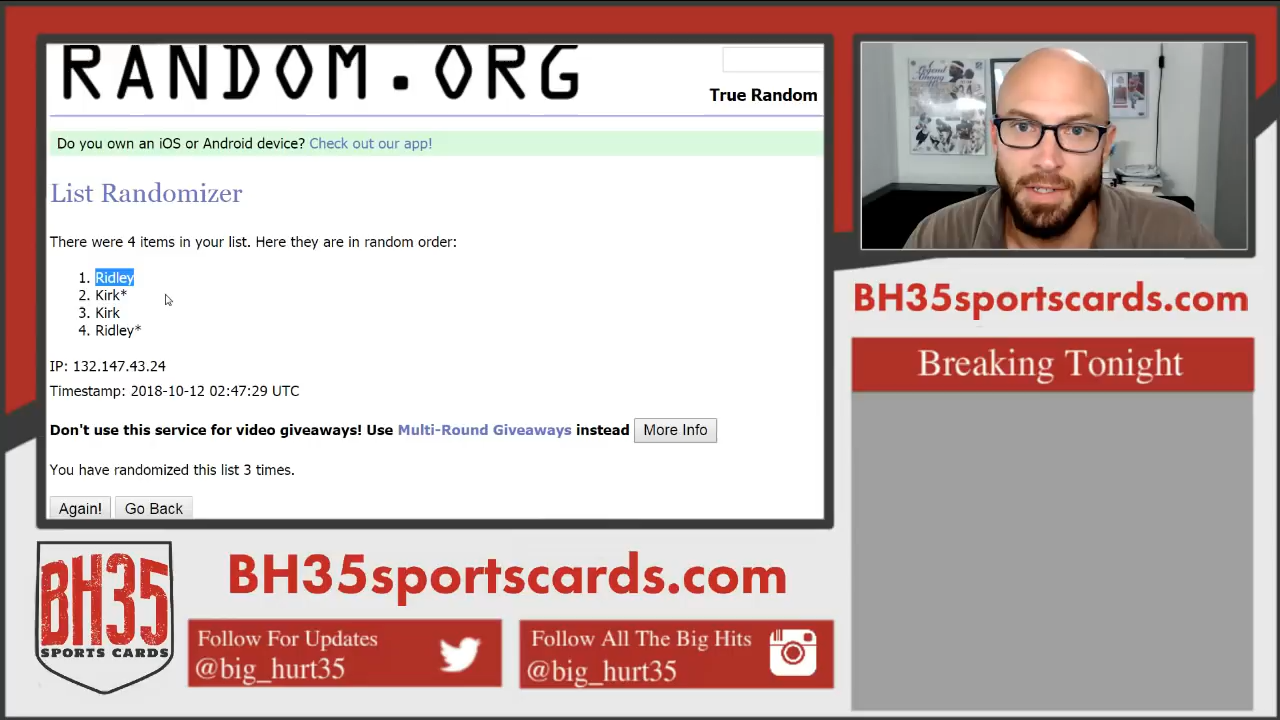 RANDOM.ORG
True Random
Do you own an iOS or Android device? Check out our app!
List Randomizer
There were 4 items in your list. Here they are in random order:
1. Ridley
2. Kirk*
3. Kirk
4. Ridley*
IP: 132.147.43.24
Timestamp: 2018-10-12 02:47:29 UTC
Don't use this service for video giveaways! Use Multi-Round Giveaways instead More Info
You have randomized this list 3 times.
Again! Go Back
BH35sportscards.com
Breaking Tonight
BH35
SPORTS CARDS
BH35sportscards.com
Follow For Updates
@big_hurt35
Follow All The Big Hits
@big_hurt35